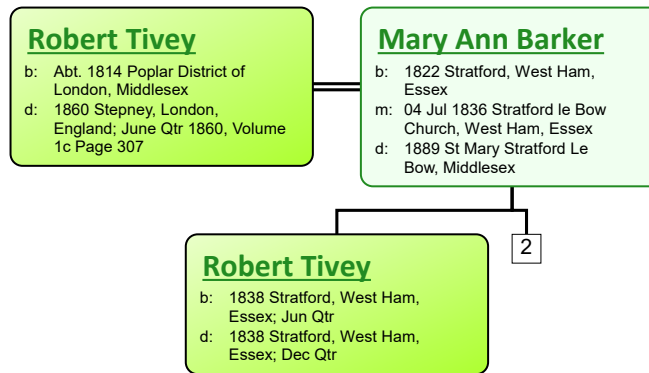 Robert Tivey
b: Abt. 1814 Poplar District of
London, Middlesex
d: 1860 Stepney, London,
England; June Qtr 1860, Volume
1c Page 307
Mary Ann Barker
b: 1822 Stratford, West Ham,
Essex
m: 04 Jul 1836 Stratford le Bow
Church, West Ham, Essex
d: 1889 St Mary Stratford Le
Bow, Middlesex
Robert Tivey
b: 1838 Stratford, West Ham,
Essex; Jun Qtr
d: 1838 Stratford, West Ham,
Essex; Dec Qtr
2